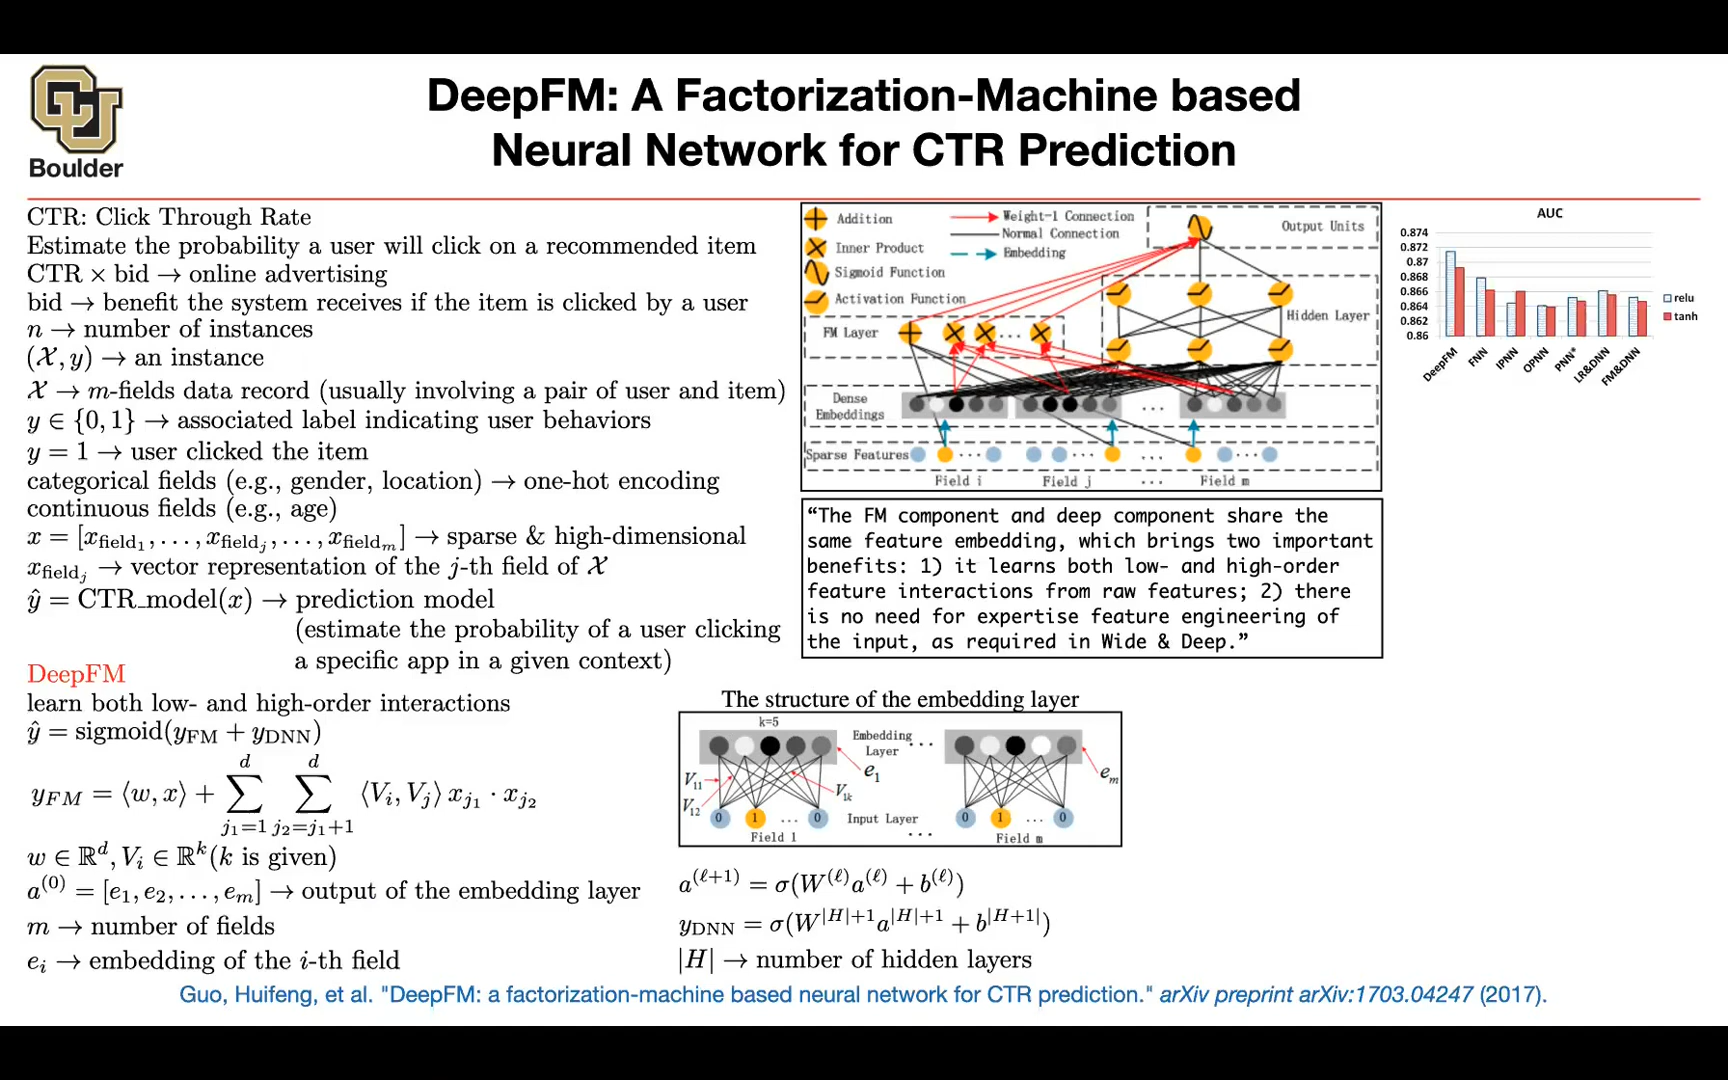 DeepFM: A Factorization-Machine based
Neural Network for CTR Prediction
CU
Boulder
CTR: Click Through Rate
Estimate the probability a user will click on a recommended item
CTR × bid → online advertising
bid → benefit the system receives if the item is clicked by a user
n → number of instances
(𝒳, y) → an instance
𝒳 → m-fields data record (usually involving a pair of user and item)
y ∈ {0, 1} → associated label indicating user behaviors
y = 1 → user clicked the item
categorical fields (e.g., gender, location) → one-hot encoding
continuous fields (e.g., age)
x = [x_field_1, . . . , x_field_j, . . . , x_field_m] → sparse & high-dimensional
x_field_j → vector representation of the j-th field of 𝒳
ŷ = CTR_model(x) → prediction model
(estimate the probability of a user clicking
a specific app in a given context)
DeepFM
learn both low- and high-order interactions
ŷ = sigmoid(y_FM + y_DNN)
y_FM = ⟨w, x⟩ + ∑_{j_1=1}^{d} ∑_{j_2=j_1+1}^{d} ⟨V_i, V_j⟩ x_{j_1} · x_{j_2}
w ∈ ℝ^d, V_i ∈ ℝ^k (k is given)
a^(0) = [e_1, e_2, . . . , e_m] → output of the embedding layer
m → number of fields
e_i → embedding of the i-th field
Addition
Inner Product
Sigmoid Function
Activation Function
Weight-1 Connection
Normal Connection
Embedding
Output Units
FM Layer
. . .
Hidden Layer
Dense
Embeddings
...
Sparse Features
... ... ... ...
Field i Field j ... Field m
"The FM component and deep component share the
same feature embedding, which brings two important
benefits: 1) it learns both low- and high-order
feature interactions from raw features; 2) there
is no need for expertise feature engineering of
the input, as required in Wide & Deep."
The structure of the embedding layer
k=5
Embedding
Layer
...
e_1
e_m
V_11
V_12
V_1k
0 1 ... 0
Input Layer
0 1 ... 0
Field 1
...
Field m
a^(ℓ+1) = σ(W^(ℓ) a^(ℓ) + b^(ℓ))
y_DNN = σ(W^{|H|+1} a^{|H|+1} + b^{|H+1|})
|H| → number of hidden layers
AUC
0.874
0.872
0.87
0.868
0.866
0.864
0.862
0.86
relu
tanh
DeepFM
FNN
IPNN
OPNN
PNN*
LR&DNN
FM&DNN
Guo, Huifeng, et al. "DeepFM: a factorization-machine based neural network for CTR prediction." arXiv preprint arXiv:1703.04247 (2017).